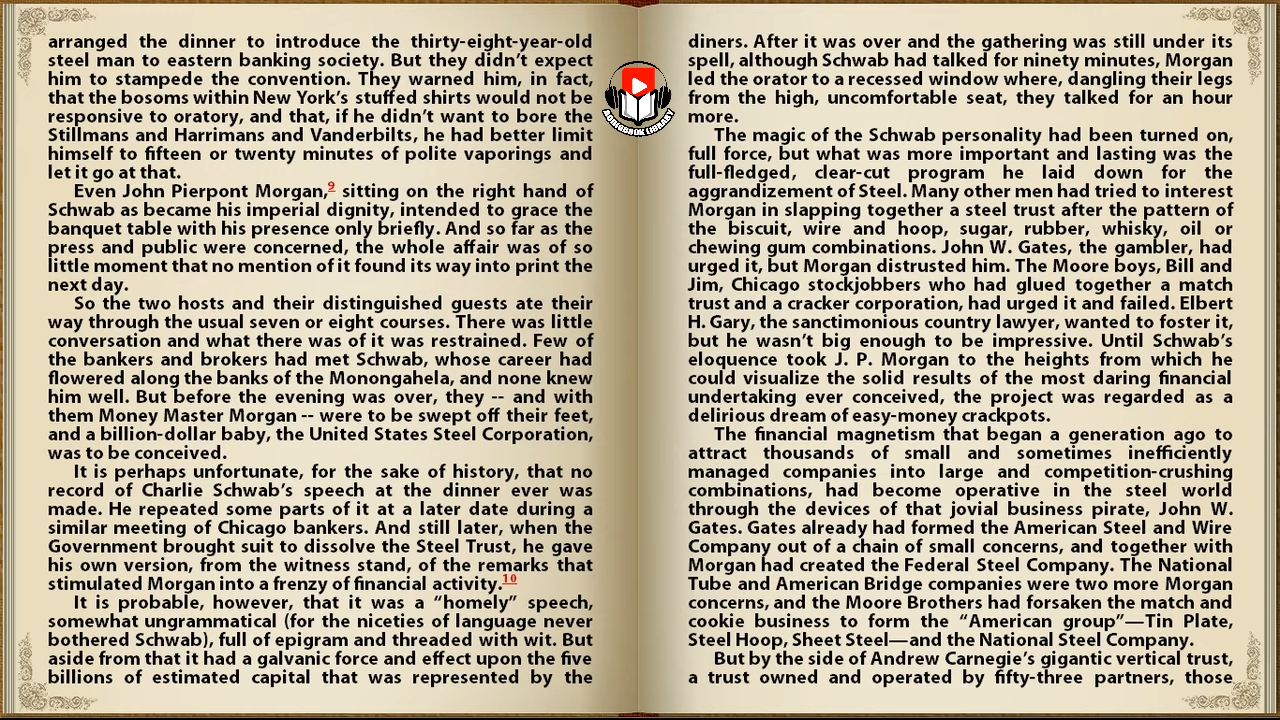 arranged the dinner to introduce the thirty-eight-year-old
steel man to eastern banking society. But they didn't expect
him to stampede the convention. They warned him, in fact,
that the bosoms within New York's stuffed shirts would not be
responsive to oratory, and that, if he didn't want to bore the
Stillmans and Harrimans and Vanderbilts, he had better limit
himself to fifteen or twenty minutes of polite vaporings and
let it go at that.
Even John Pierpont Morgan,9 sitting on the right hand of
Schwab as became his imperial dignity, intended to grace the
banquet table with his presence only briefly. And so far as the
press and public were concerned, the whole affair was of so
little moment that no mention of it found its way into print the
next day.
So the two hosts and their distinguished guests ate their
way through the usual seven or eight courses. There was little
conversation and what there was of it was restrained. Few of
the bankers and brokers had met Schwab, whose career had
flowered along the banks of the Monongahela, and none knew
him well. But before the evening was over, they -- and with
them Money Master Morgan -- were to be swept off their feet,
and a billion-dollar baby, the United States Steel Corporation,
was to be conceived.
It is perhaps unfortunate, for the sake of history, that no
record of Charlie Schwab's speech at the dinner ever was
made. He repeated some parts of it at a later date during a
similar meeting of Chicago bankers. And still later, when the
Government brought suit to dissolve the Steel Trust, he gave
his own version, from the witness stand, of the remarks that
stimulated Morgan into a frenzy of financial activity.10
It is probable, however, that it was a “homely” speech,
somewhat ungrammatical (for the niceties of language never
bothered Schwab), full of epigram and threaded with wit. But
aside from that it had a galvanic force and effect upon the five
billions of estimated capital that was represented by the
AUDIOBOOK LIBRARY
diners. After it was over and the gathering was still under its
spell, although Schwab had talked for ninety minutes, Morgan
led the orator to a recessed window where, dangling their legs
from the high, uncomfortable seat, they talked for an hour
more.
The magic of the Schwab personality had been turned on,
full force, but what was more important and lasting was the
full-fledged, clear-cut program he laid down for the
aggrandizement of Steel. Many other men had tried to interest
Morgan in slapping together a steel trust after the pattern of
the biscuit, wire and hoop, sugar, rubber, whisky, oil or
chewing gum combinations. John W. Gates, the gambler, had
urged it, but Morgan distrusted him. The Moore boys, Bill and
Jim, Chicago stockjobbers who had glued together a match
trust and a cracker corporation, had urged it and failed. Elbert
H. Gary, the sanctimonious country lawyer, wanted to foster it,
but he wasn't big enough to be impressive. Until Schwab's
eloquence took J. P. Morgan to the heights from which he
could visualize the solid results of the most daring financial
undertaking ever conceived, the project was regarded as a
delirious dream of easy-money crackpots.
The financial magnetism that began a generation ago to
attract thousands of small and sometimes inefficiently
managed companies into large and competition-crushing
combinations, had become operative in the steel world
through the devices of that jovial business pirate, John W.
Gates. Gates already had formed the American Steel and Wire
Company out of a chain of small concerns, and together with
Morgan had created the Federal Steel Company. The National
Tube and American Bridge companies were two more Morgan
concerns, and the Moore Brothers had forsaken the match and
cookie business to form the “American group”—Tin Plate,
Steel Hoop, Sheet Steel—and the National Steel Company.
But by the side of Andrew Carnegie's gigantic vertical trust,
a trust owned and operated by fifty-three partners, those